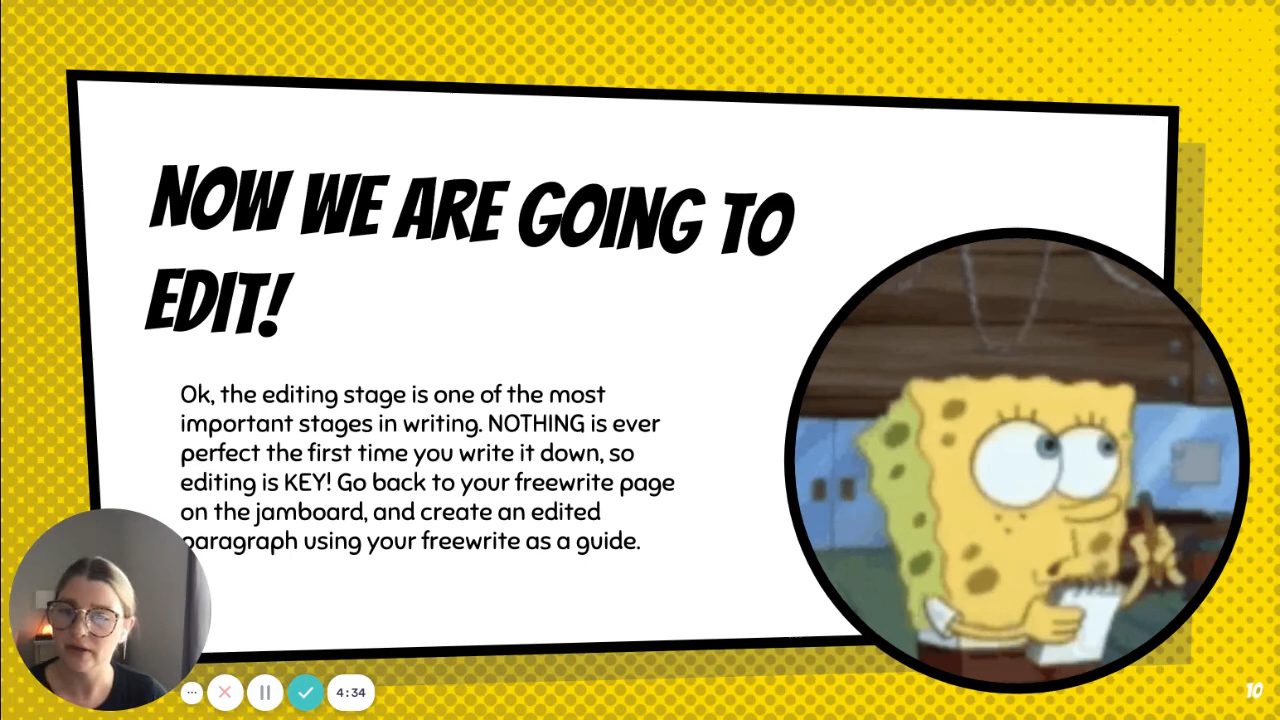 NOW WE ARE GOING TO
EDIT!
Ok, the editing stage is one of the most
important stages in writing. NOTHING is ever
perfect the first time you write it down, so
editing is KEY! Go back to your freewrite page
on the jamboard, and create an edited
paragraph using your freewrite as a guide.
4:34
10